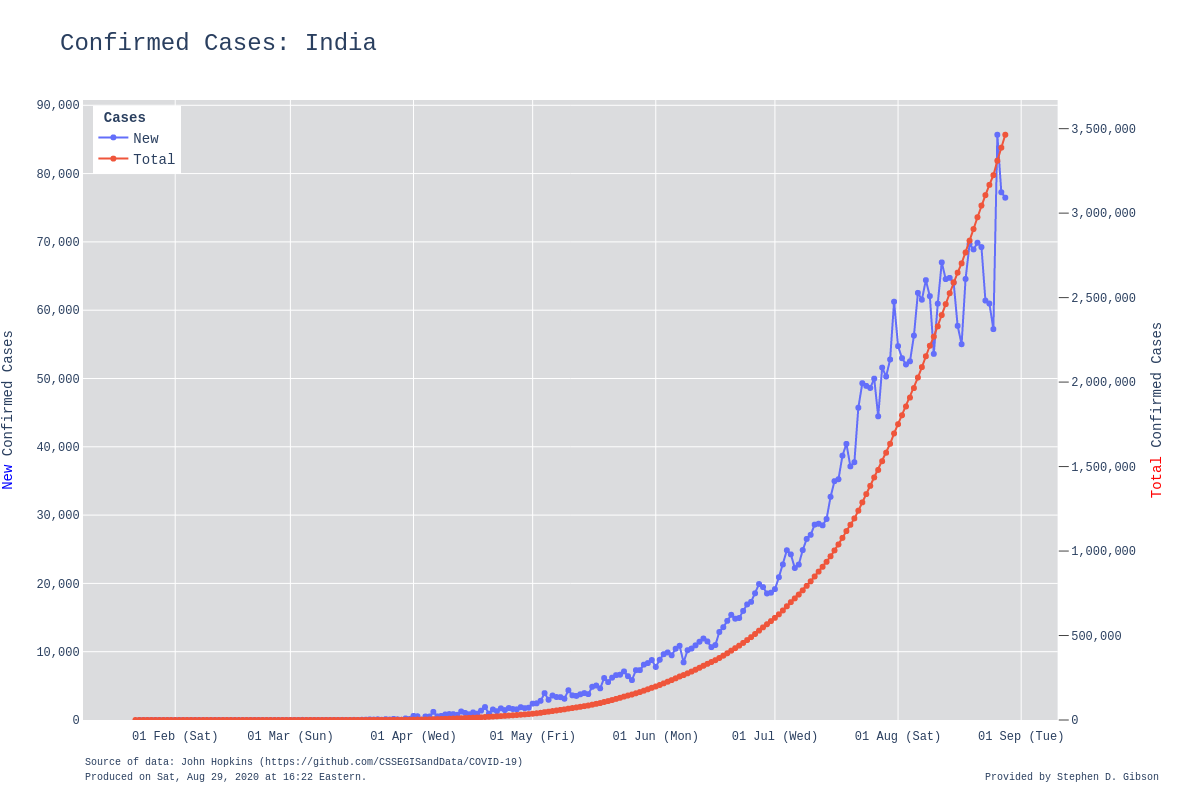 Confirmed Cases: India
90,000
80,000
70,000
60,000
50,000
40,000
30,000
20,000
10,000
0
New Confirmed Cases
Cases
New
Total
3,500,000
3,000,000
2,500,000
2,000,000
1,500,000
1,000,000
500,000
0
Total Confirmed Cases
01 Feb (Sat) 01 Mar (Sun) 01 Apr (Wed) 01 May (Fri) 01 Jun (Mon) 01 Jul (Wed) 01 Aug (Sat) 01 Sep (Tue)
Source of data: John Hopkins (https://github.com/CSSEGISandData/COVID-19)
Produced on Sat, Aug 29, 2020 at 16:22 Eastern.
Provided by Stephen D. Gibson